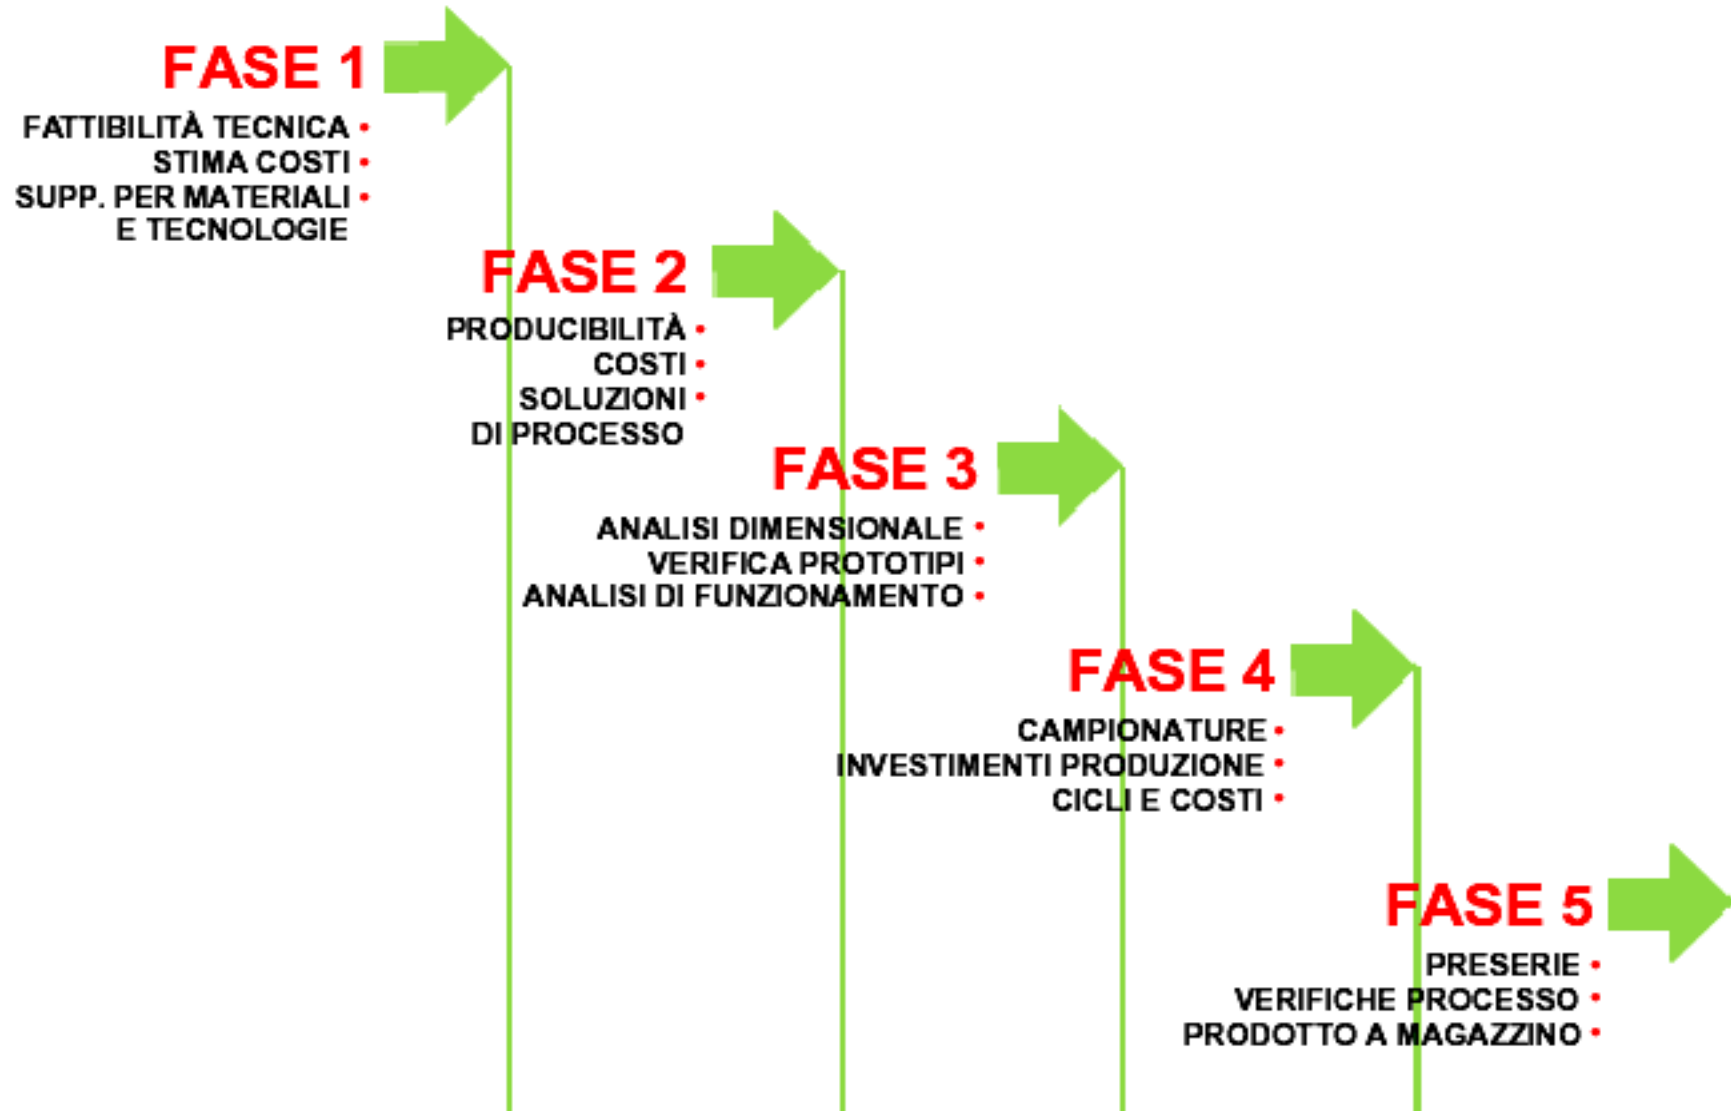 FASE 1
FATTIBILITÀ TECNICA •
STIMA COSTI •
SUPP. PER MATERIALI •
E TECNOLOGIE
FASE 2
PRODUCIBILITÀ •
COSTI •
SOLUZIONI •
DI PROCESSO
FASE 3
ANALISI DIMENSIONALE •
VERIFICA PROTOTIPI •
ANALISI DI FUNZIONAMENTO •
FASE 4
CAMPIONATURE •
INVESTIMENTI PRODUZIONE •
CICLI E COSTI •
FASE 5
PRESERIE •
VERIFICHE PROCESSO •
PRODOTTO A MAGAZZINO •